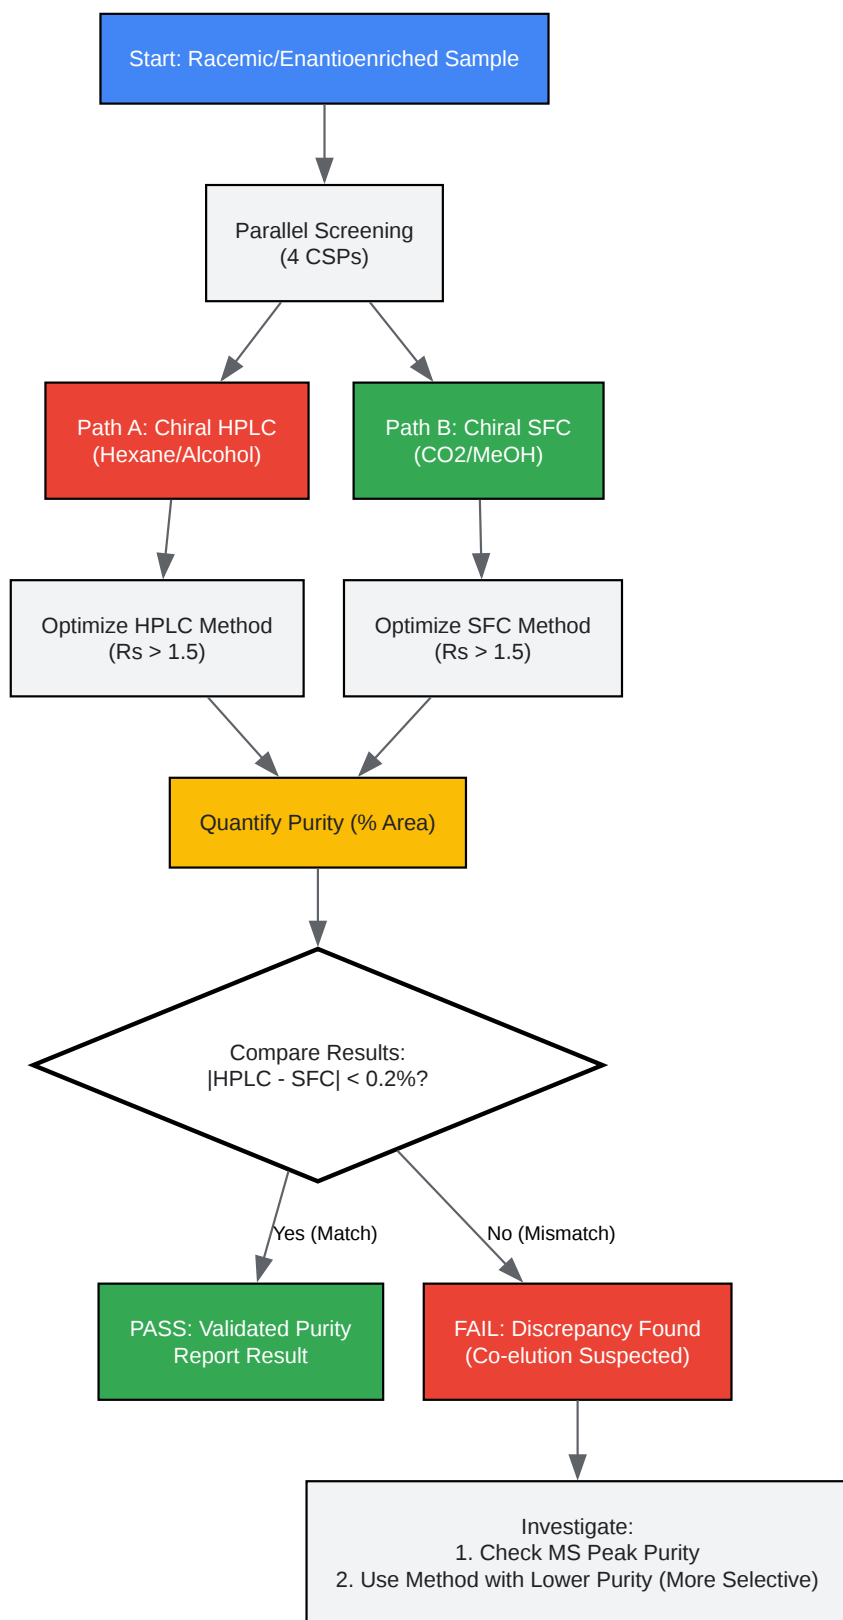 Start: Racemic/Enantioenriched Sample
Parallel Screening
(4 CSPs)
Path A: Chiral HPLC
(Hexane/Alcohol)
Path B: Chiral SFC
(CO2/MeOH)
Optimize HPLC Method
(Rs > 1.5)
Optimize SFC Method
(Rs > 1.5)
Quantify Purity (% Area)
Compare Results:
|HPLC - SFC| < 0.2%?
Yes (Match)
No (Mismatch)
PASS: Validated Purity
Report Result
FAIL: Discrepancy Found
(Co-elution Suspected)
Investigate:
1. Check MS Peak Purity
2. Use Method with Lower Purity (More Selective)